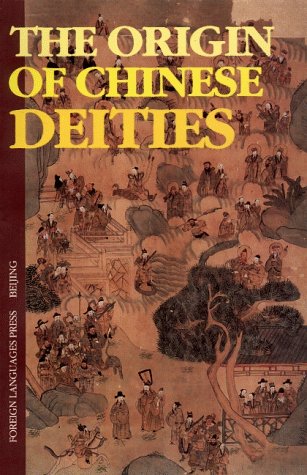 THE ORIGIN
OF CHINESE
DEITIES
FOREIGN LANGUAGES PRESS BEIJING